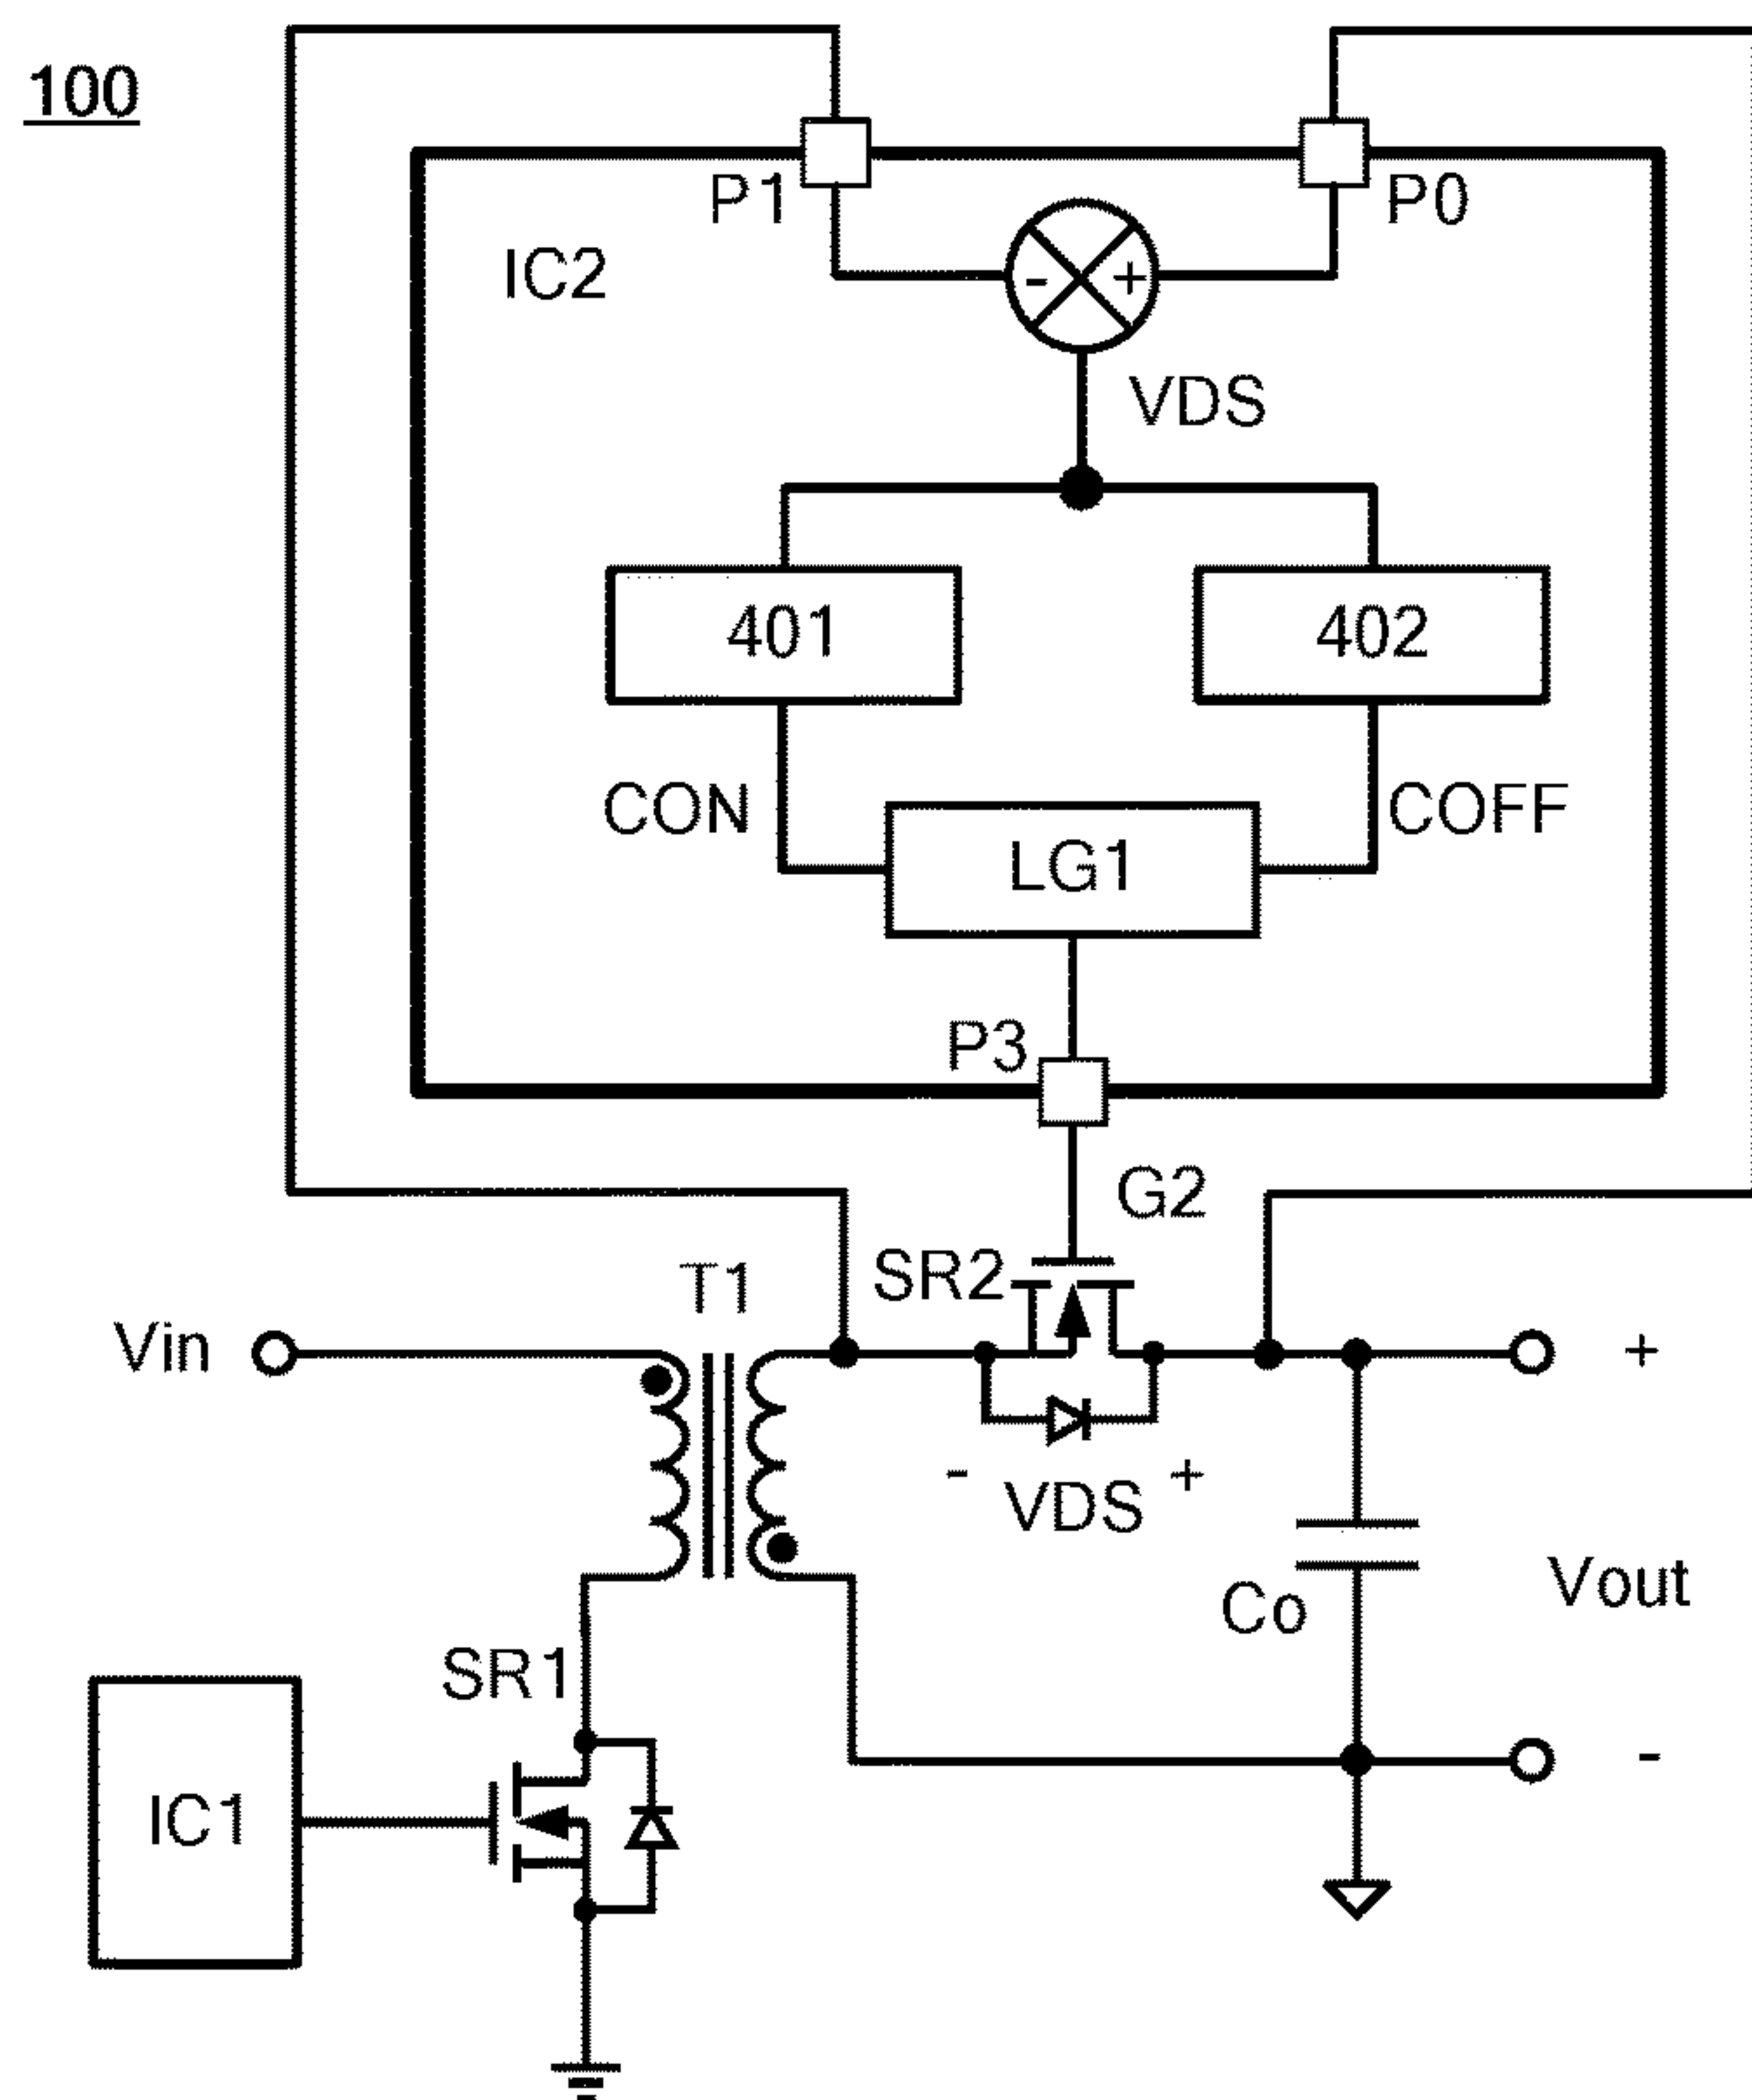 100
P1
P0
IC2
- +
VDS
401
402
CON
COFF
LG1
P3
G2
SR2
T1
Vin
+
- VDS +
Co
Vout
SR1
-
IC1